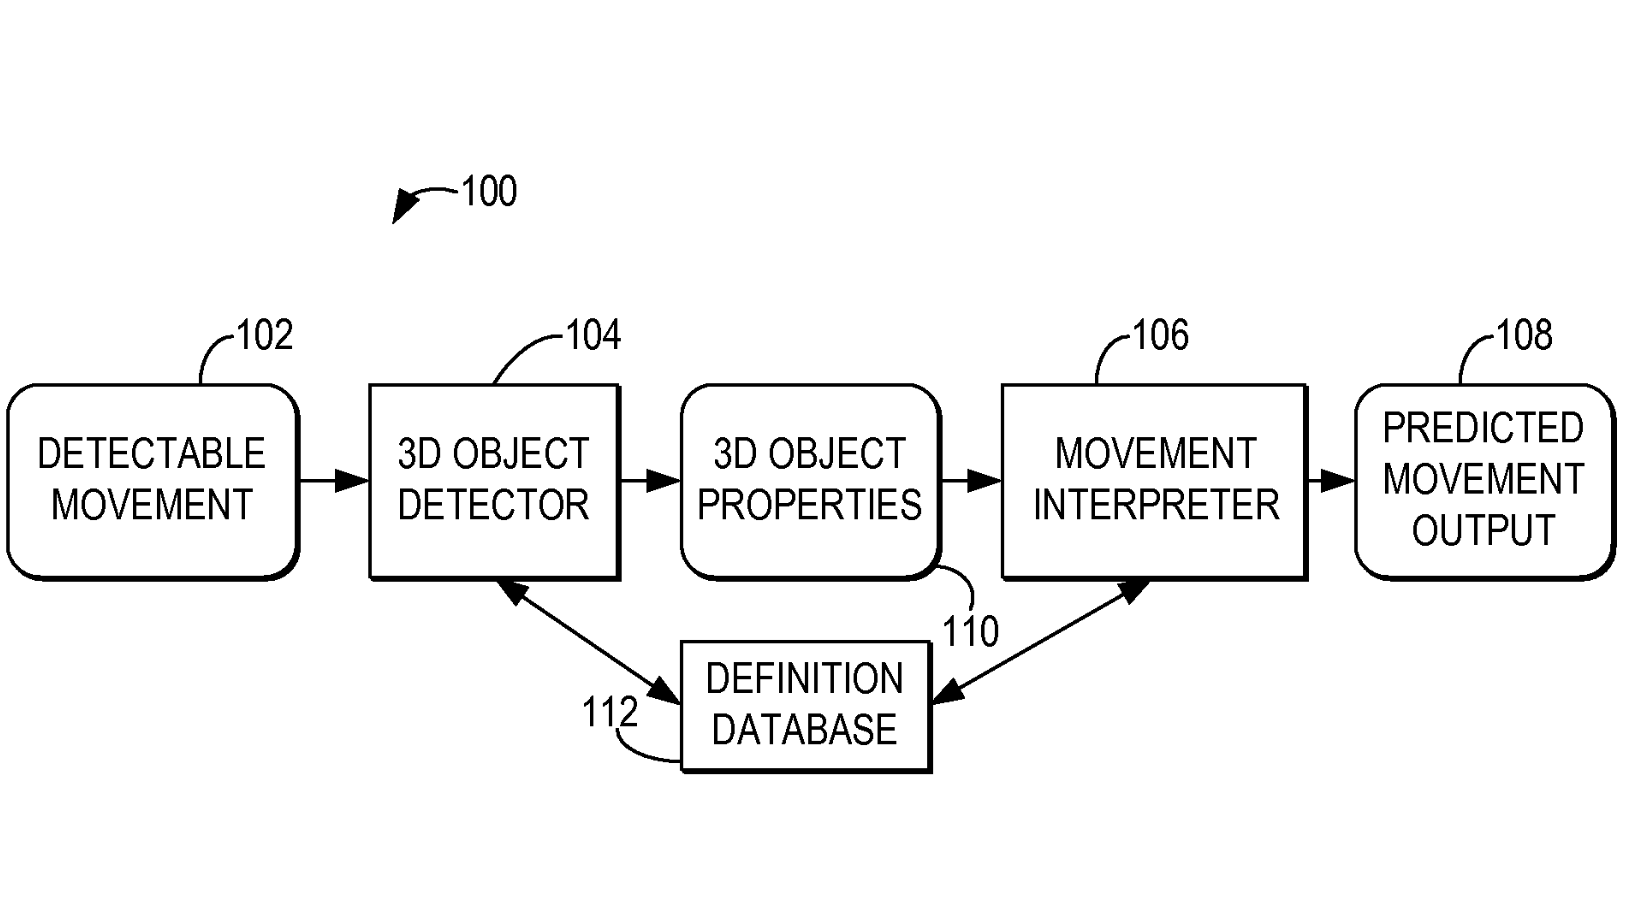 100
102
104
106
108
DETECTABLE
MOVEMENT
3D OBJECT
DETECTOR
3D OBJECT
PROPERTIES
MOVEMENT
INTERPRETER
PREDICTED
MOVEMENT
OUTPUT
110
112
DEFINITION
DATABASE